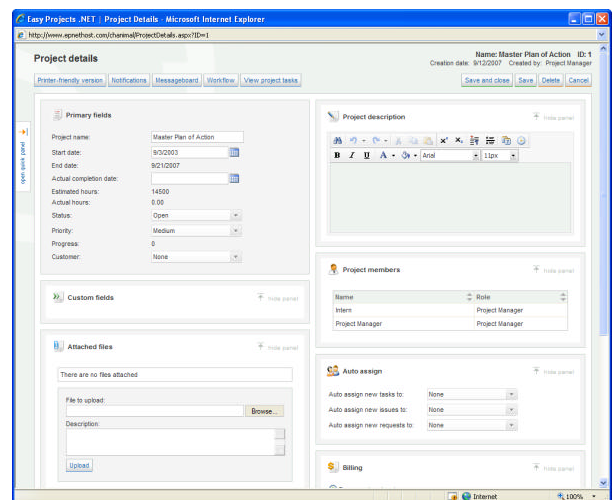 Easy Projects .NET | Project Details - Microsoft Internet Explorer
http://www.epnethost.com/chanimal/ProjectDetails.aspx?ID=1
Project details
Name: Master Plan of Action ID: 1
Creation date: 9/12/2007 Created by: Project Manager
Printer-friendly version Notifications Messageboard Workflow View project tasks
Save and close Save Delete Cancel
open quick panel
Primary fields
Project name: Master Plan of Action
Start date: 9/3/2003
End date: 9/21/2007
Actual completion date:
Estimated hours: 14500
Actual hours: 0.00
Status: Open
Priority: Medium
Progress: 0
Customer: None
Custom fields hide panel
Attached files hide panel
There are no files attached
File to upload:
Browse...
Description:
Upload
Project description hide panel
B I U A Arial 11px
Project members hide panel
Name Role
Intern Project Manager
Project Manager Project Manager
Auto assign hide panel
Auto assign new tasks to: None
Auto assign new issues to: None
Auto assign new requests to: None
Billing hide panel
Internet 100%